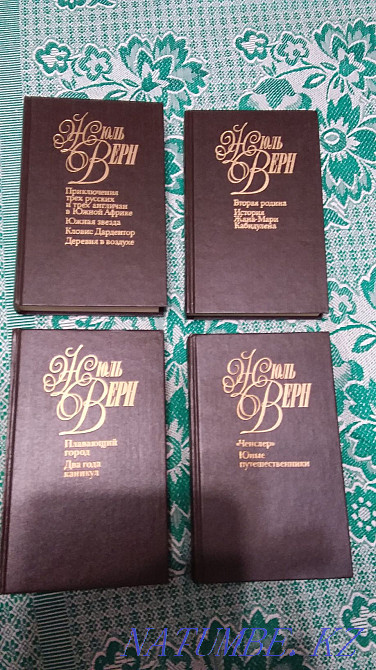 Жюль
Верн
Приключения
трех русских
и трех англичан
в Южной Африке
Южная звезда
Кловис Дардентор
Деревня в воздухе
Жюль
Верн
Вторая родина
История
Жана-Мари
Кабидулена
Жюль
Верн
Плавающий
город
Два года
каникул
Жюль
Верн
«Ченслер»
Юные
путешественники
NATUMBE.KZ